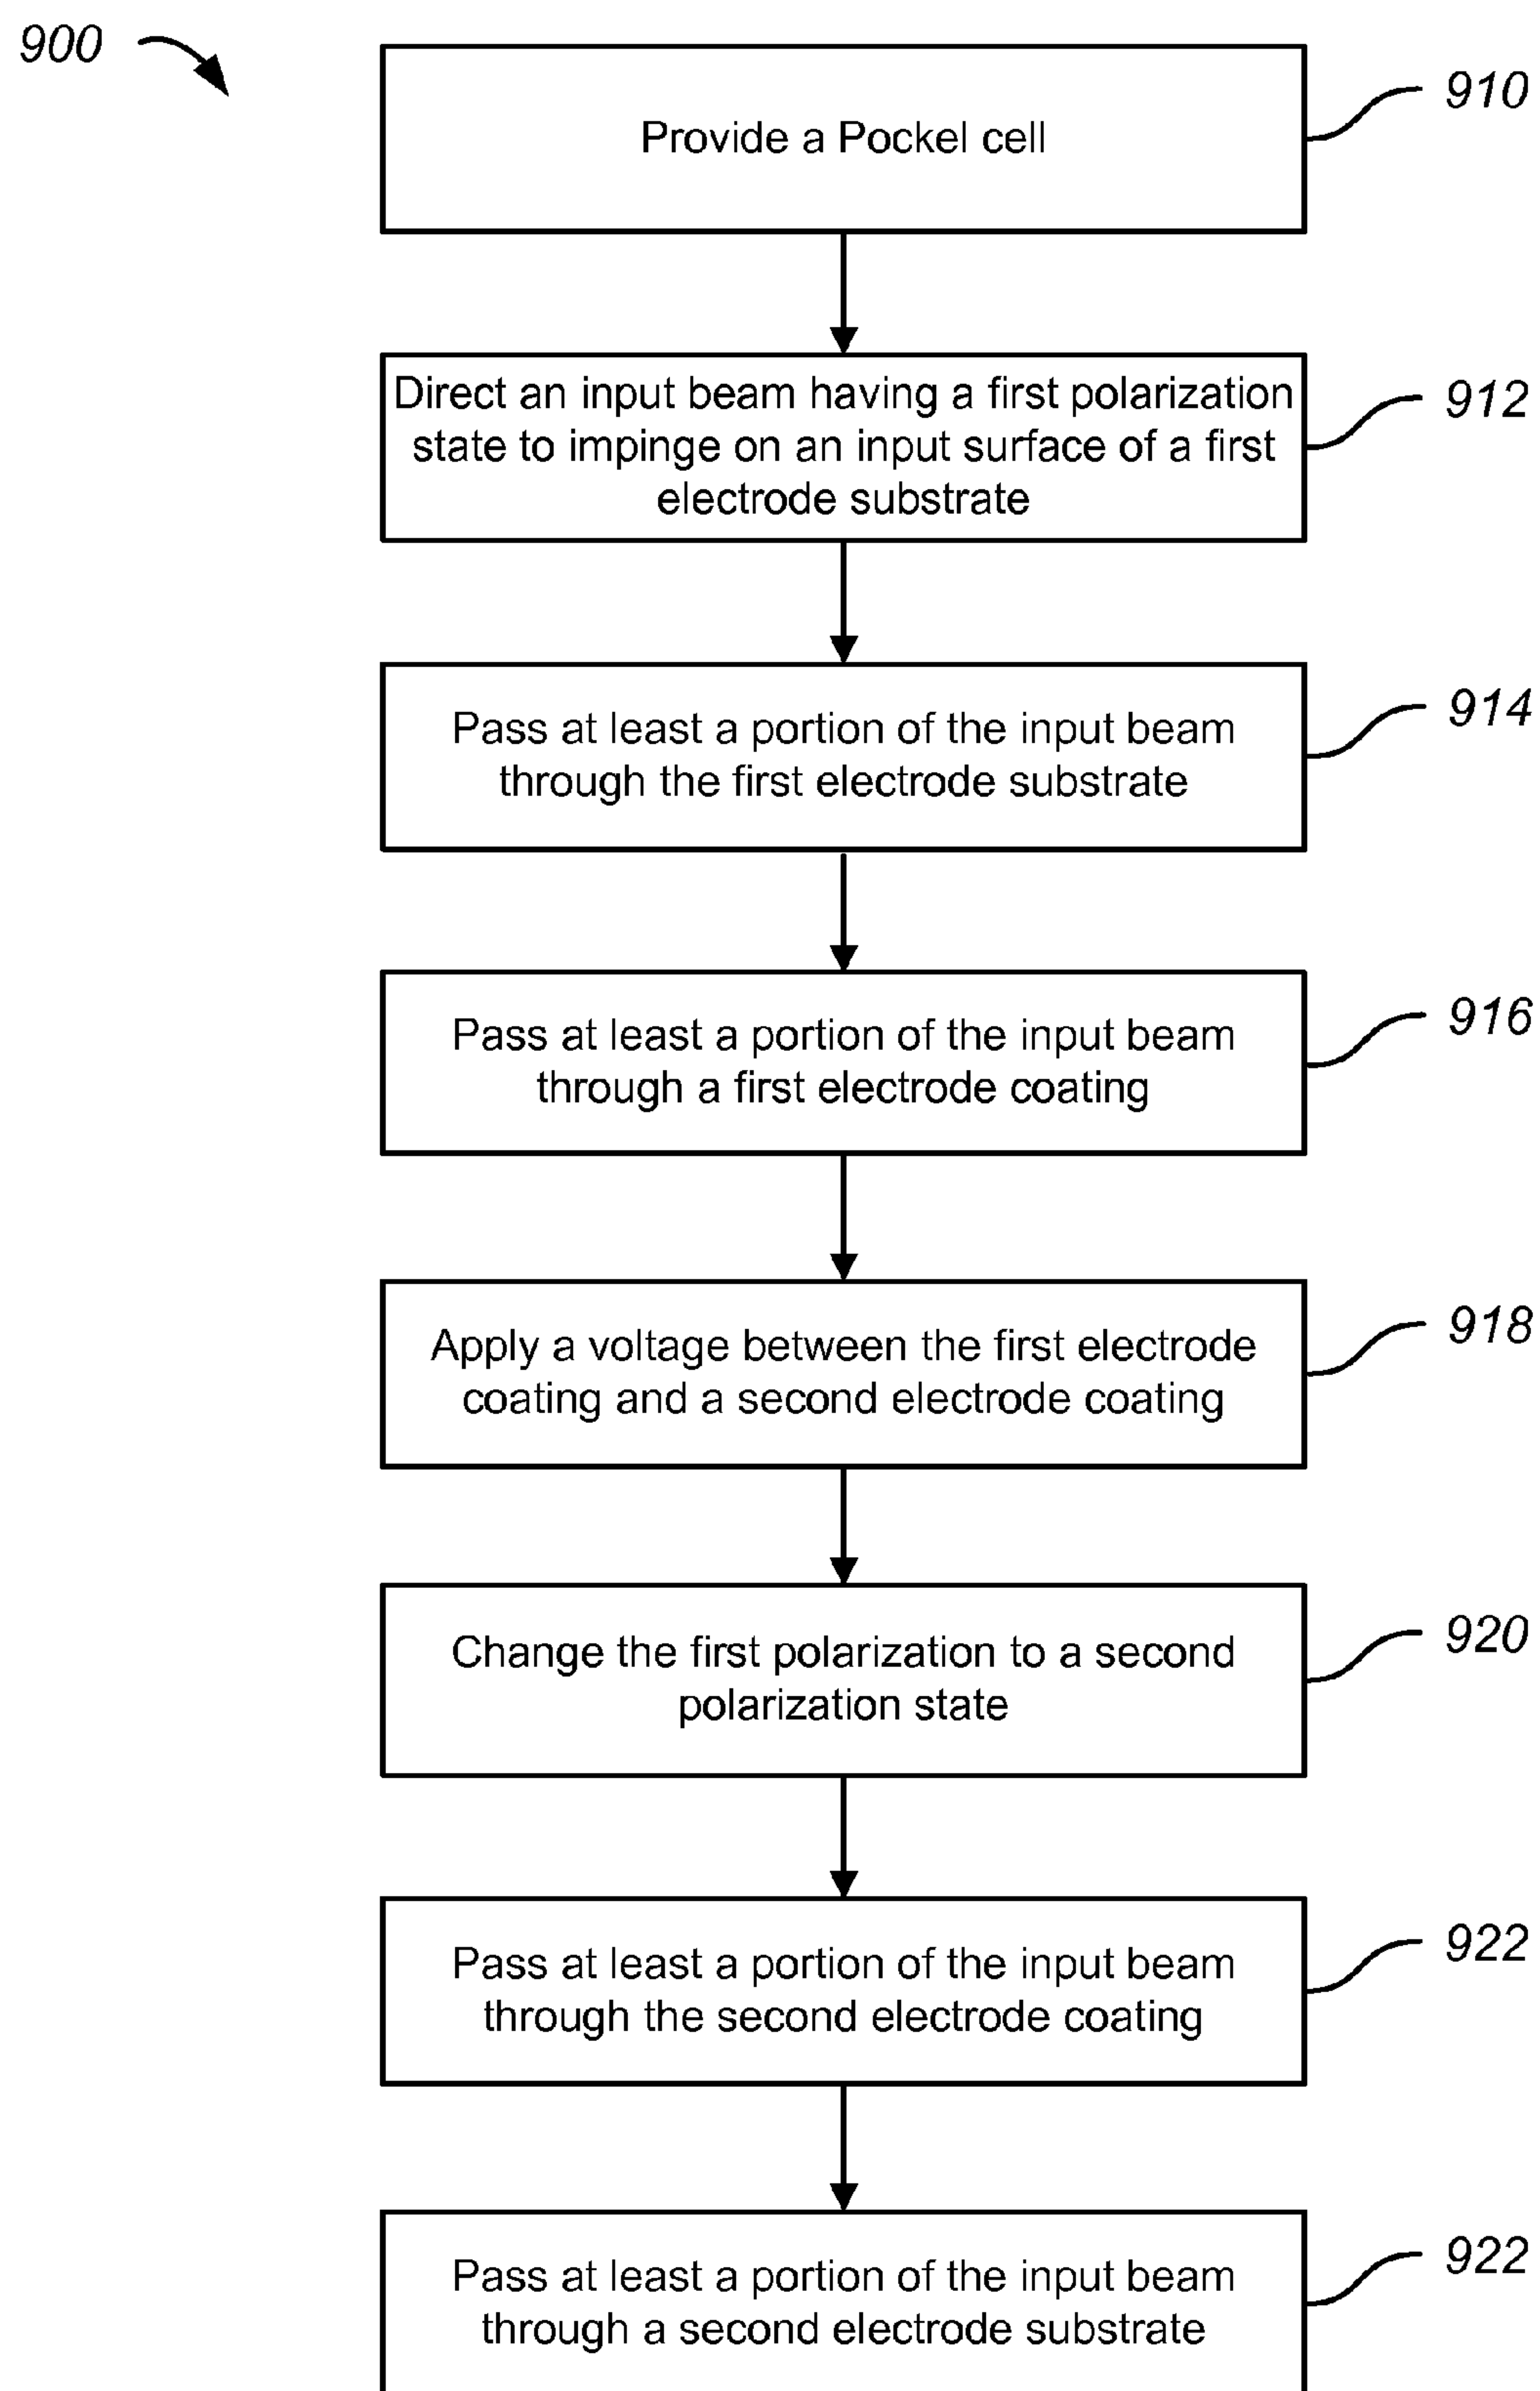 900
Provide a Pockel cell
910
Direct an input beam having a first polarization
state to impinge on an input surface of a first
electrode substrate
912
Pass at least a portion of the input beam
through the first electrode substrate
914
Pass at least a portion of the input beam
through a first electrode coating
916
Apply a voltage between the first electrode
coating and a second electrode coating
918
Change the first polarization to a second
polarization state
920
Pass at least a portion of the input beam
through the second electrode coating
922
Pass at least a portion of the input beam
through a second electrode substrate
922